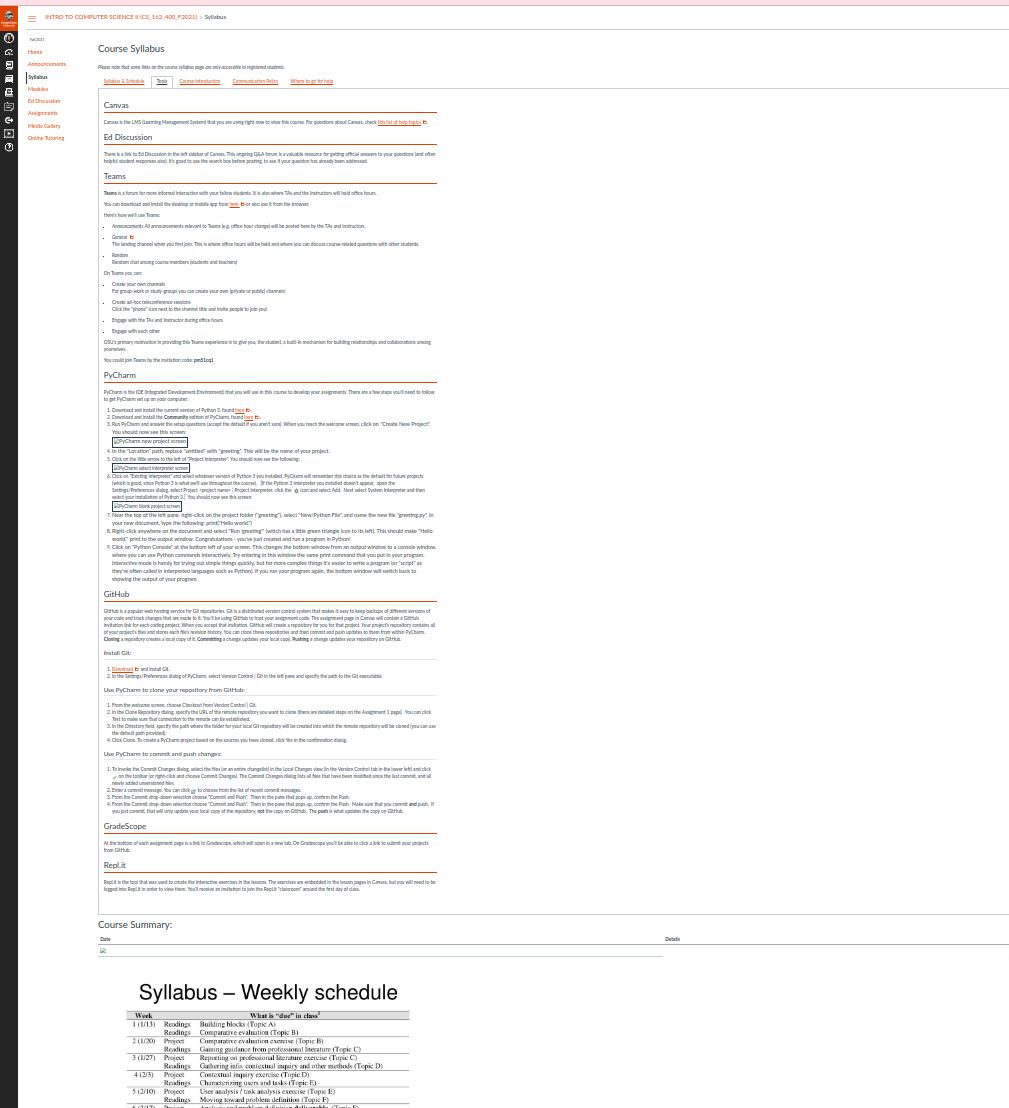 INTRO TO COMPUTER SCIENCE II (CS_162_400_F2021) › Syllabus
Fall 2021
Home
Announcements
Syllabus
Modules
Ed Discussion
Assignments
Media Gallery
Online Tutoring
Course Syllabus
Please note that some links on the course syllabus page are only accessible to registered students.
Syllabus & Schedule Tools Course Introduction Communication Policy Where to go for help
Canvas
Canvas is the LMS (Learning Management System) that you are using right now to view this course. For questions about Canvas, check this list of help topics.
Ed Discussion
There is a link to Ed Discussion in the left sidebar of Canvas. This ongoing Q&A forum is a valuable resource for getting official answers to your questions (and often
helpful student responses also). It's good to use the search box before posting, to see if your question has already been addressed.
Teams
Teams is a forum for more informal interaction with your fellow students. It is also where TAs and the Instructors will hold office hours.
You can download and install the desktop or mobile app from here or also use it from the browser.
Here's how we'll use Teams:
• Announcements All announcements relevant to Teams (e.g. office hour change) will be posted here by the TAs and Instructors.
• General
The landing channel when you first join. This is where office hours will be held and where you can discuss course-related questions with other students.
• Random
Random chat among course members (students and teachers)
On Teams you can:
• Create your own channels
For group-work or study-groups you can create your own (private or public) channels!
• Create ad-hoc teleconference sessions
Click the "phone" icon next to the channel title and invite people to join you!
• Engage with the TAs and Instructor during office hours
• Engage with each other
OSU's primary motivation in providing this Teams experience is to give you, the student, a built-in mechanism for building relationships and collaborations among
yourselves.
You could join Teams by the invitation code:
PyCharm
PyCharm is the IDE (Integrated Development Environment) that you will use in this course to develop your assignments. There are a few steps you'll need to follow
to get PyCharm set up on your computer:
1. Download and install the current version of Python 3, found here.
2. Download and install the Community edition of PyCharm, found here.
3. Run PyCharm and answer the setup questions (accept the default if you aren't sure). When you reach the welcome screen, click on "Create New Project".
You should now see this screen:
PyCharm new project screen
4. In the "Location" path, replace "untitled" with "greeting". This will be the name of your project.
5. Click on the little arrow to the left of "Project Interpreter". You should now see the following:
PyCharm select interpreter screen
6. Click on "Existing interpreter" and select whatever version of Python 3 you installed. PyCharm will remember this choice as the default for future projects
(which is good, since Python 3 is what we'll use throughout the course). [If the Python 3 interpreter you installed doesn't appear, open the
Settings/Preferences dialog, select Project <project name> | Project Interpreter, click the icon and select Add. Next select System Interpreter and then
select your installation of Python 3.] You should now see this screen
PyCharm blank project screen
7. Near the top of the left pane, right-click on the project folder ("greeting"), select "New/Python File", and name the new file "greeting.py". In
your new document, type the following: print("Hello world.")
8. Right-click anywhere on the document and select "Run 'greeting'" (which has a little green triangle icon to its left). This should make "Hello
world." print to the output window. Congratulations - you've just created and run a program in Python!
9. Click on "Python Console" at the bottom left of your screen. This changes the bottom window from an output window to a console window,
where you can use Python commands interactively. Try entering in this window the same print command that you put in your program.
Interactive mode is handy for trying out simple things quickly, but for more complex things it's easier to write a program (or "script" as
they're often called in interpreted languages such as Python). If you run your program again, the bottom window will switch back to
showing the output of your program.
GitHub
GitHub is a popular web hosting service for Git repositories. Git is a distributed version control system that makes it easy to keep backups of different versions of
your code and track changes that are made to it. You'll be using GitHub to host your assignment code. The assignment page in Canvas will contain a GitHub
invitation link for each coding project. When you accept that invitation, GitHub will create a repository for you for that project. Your project's repository contains all
of your project's files and stores each file's revision history. You can clone these repositories and then commit and push updates to them from within PyCharm.
Cloning a repository creates a local copy of it. Committing a change updates your local copy. Pushing a change updates your repository on GitHub.
Install Git:
1. Download and install Git.
2. In the Settings/Preferences dialog of PyCharm, select Version Control | Git in the left pane and specify the path to the Git executable.
Use PyCharm to clone your repository from GitHub:
1. From the welcome screen, choose Checkout from Version Control | Git.
2. In the Clone Repository dialog, specify the URL of the remote repository you want to clone (there are detailed steps on the Assignment 1 page). You can click
Test to make sure that connection to the remote can be established.
3. In the Directory field, specify the path where the folder for your local Git repository will be created into which the remote repository will be cloned (you can use
the default path provided).
4. Click Clone. To create a PyCharm project based on the sources you have cloned, click Yes in the confirmation dialog.
Use PyCharm to commit and push changes:
1. To invoke the Commit Changes dialog, select the files (or an entire changelist) in the Local Changes view (in the Version Control tab in the lower left) and click
on the toolbar (or right-click and choose Commit Changes). The Commit Changes dialog lists all files that have been modified since the last commit, and all
newly added unversioned files.
2. Enter a commit message. You can click to choose from the list of recent commit messages.
3. From the Commit drop-down selection choose "Commit and Push". Then in the pane that pops up, confirm the Push.
4. From the Commit drop-down selection choose "Commit and Push". Then in the pane that pops up, confirm the Push. Make sure that you commit and push. If
you just commit, that will only update your local copy of the repository, not the copy on GitHub. The push is what updates the copy on GitHub.
GradeScope
At the bottom of each assignment page is a link to Gradescope, which will open in a new tab. On Gradescope you'll be able to click a link to submit your projects
from GitHub.
Repl.it
Repl.it is the tool that was used to create the interactive exercises in the lessons. The exercises are embedded in the lesson pages in Canvas, but you will need to be
logged into Repl.it in order to view them. You'll receive an invitation to join the Repl.it "classroom" around the first day of class.
Course Summary:
Date Details
Syllabus – Weekly schedule
Week What is "due" in class1
1 (1/13) Readings Building blocks (Topic A)
Readings Comparative evaluation (Topic B)
2 (1/20) Project Comparative evaluation exercise (Topic B)
Readings Gaining guidance from professional literature (Topic C)
3 (1/27) Project Reporting on professional literature exercise (Topic C)
Readings Gathering info, contextual inquiry and other methods (Topic D)
4 (2/3) Project Contextual inquiry exercise (Topic D)
Readings Characterizing users and tasks (Topic E)
5 (2/10) Project User analysis / task analysis exercise (Topic E)
Readings Moving toward problem definition (Topic F)
6 (2/17) Project Analysis and problem definition deliverable (Topic F)